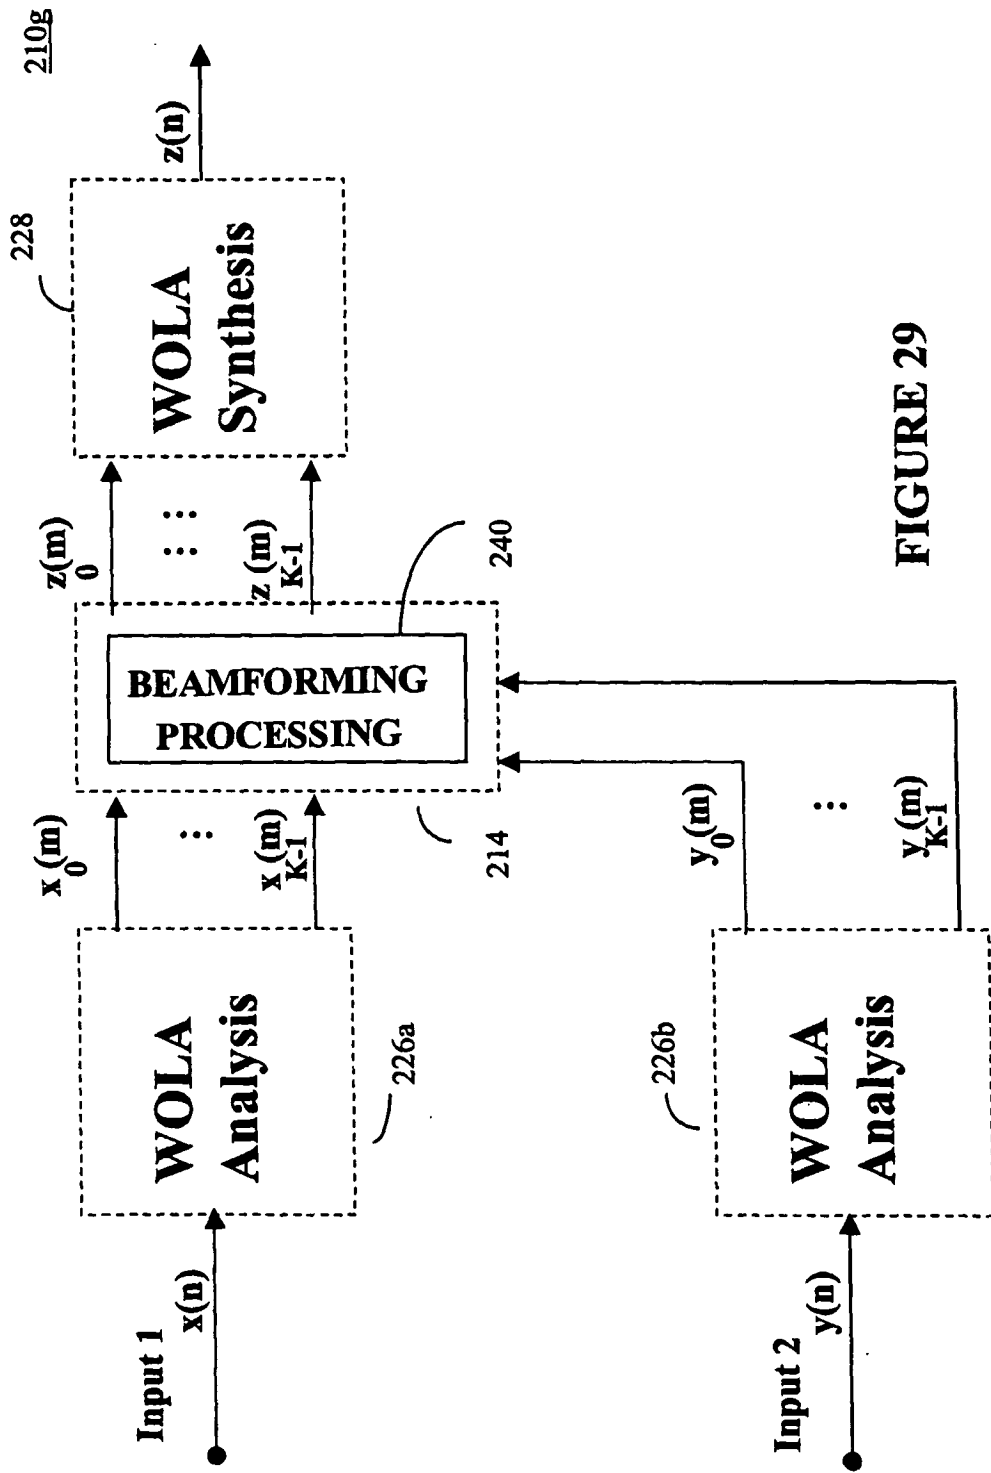 210g
Input 1
x(n)
WOLA
Analysis
226a
x (m)
0
...
x (m)
K-1
214
BEAMFORMING
PROCESSING
240
z(m)
0
... ...
z (m)
K-1
WOLA
Synthesis
228
z(n)
Input 2
y(n)
WOLA
Analysis
226b
y (m)
0
...
y (m)
K-1
FIGURE 29